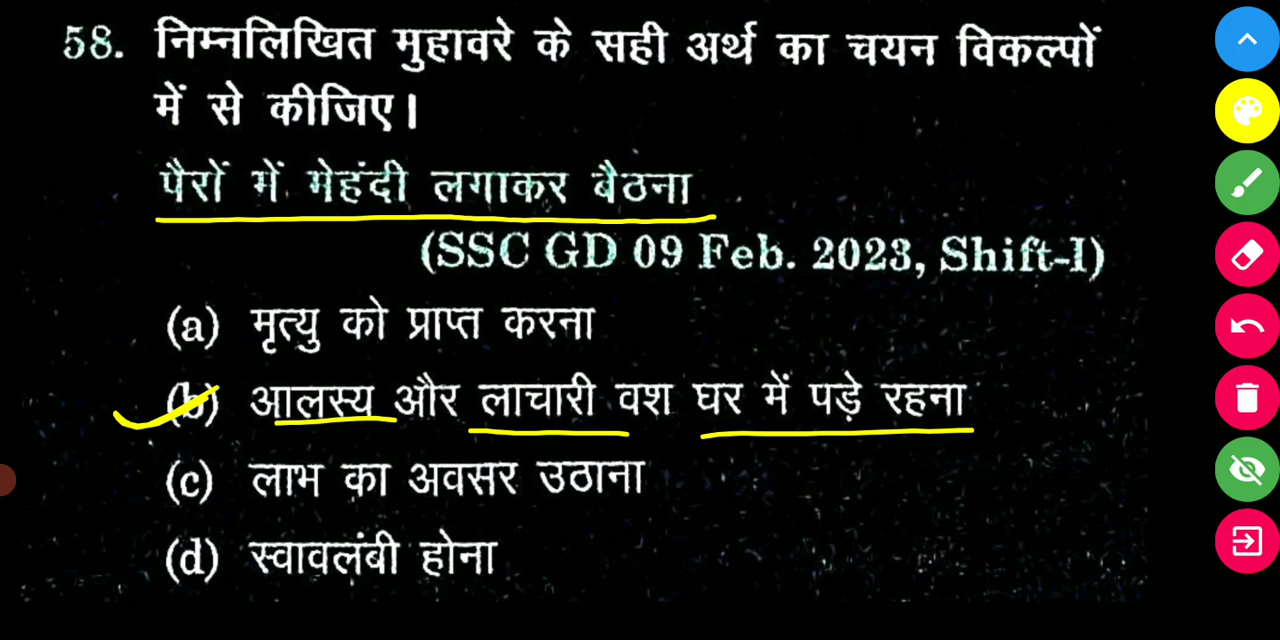 58. निम्नलिखित मुहावरे के सही अर्थ का चयन विकल्पों
में से कीजिए।
पैरों में मेहंदी लगाकर बैठना
(SSC GD 09 Feb. 2023, Shift-I)
(a) मृत्यु को प्राप्त करना
(b) आलस्य और लाचारी वश घर में पड़े रहना
(c) लाभ का अवसर उठाना
(d) स्वावलंबी होना